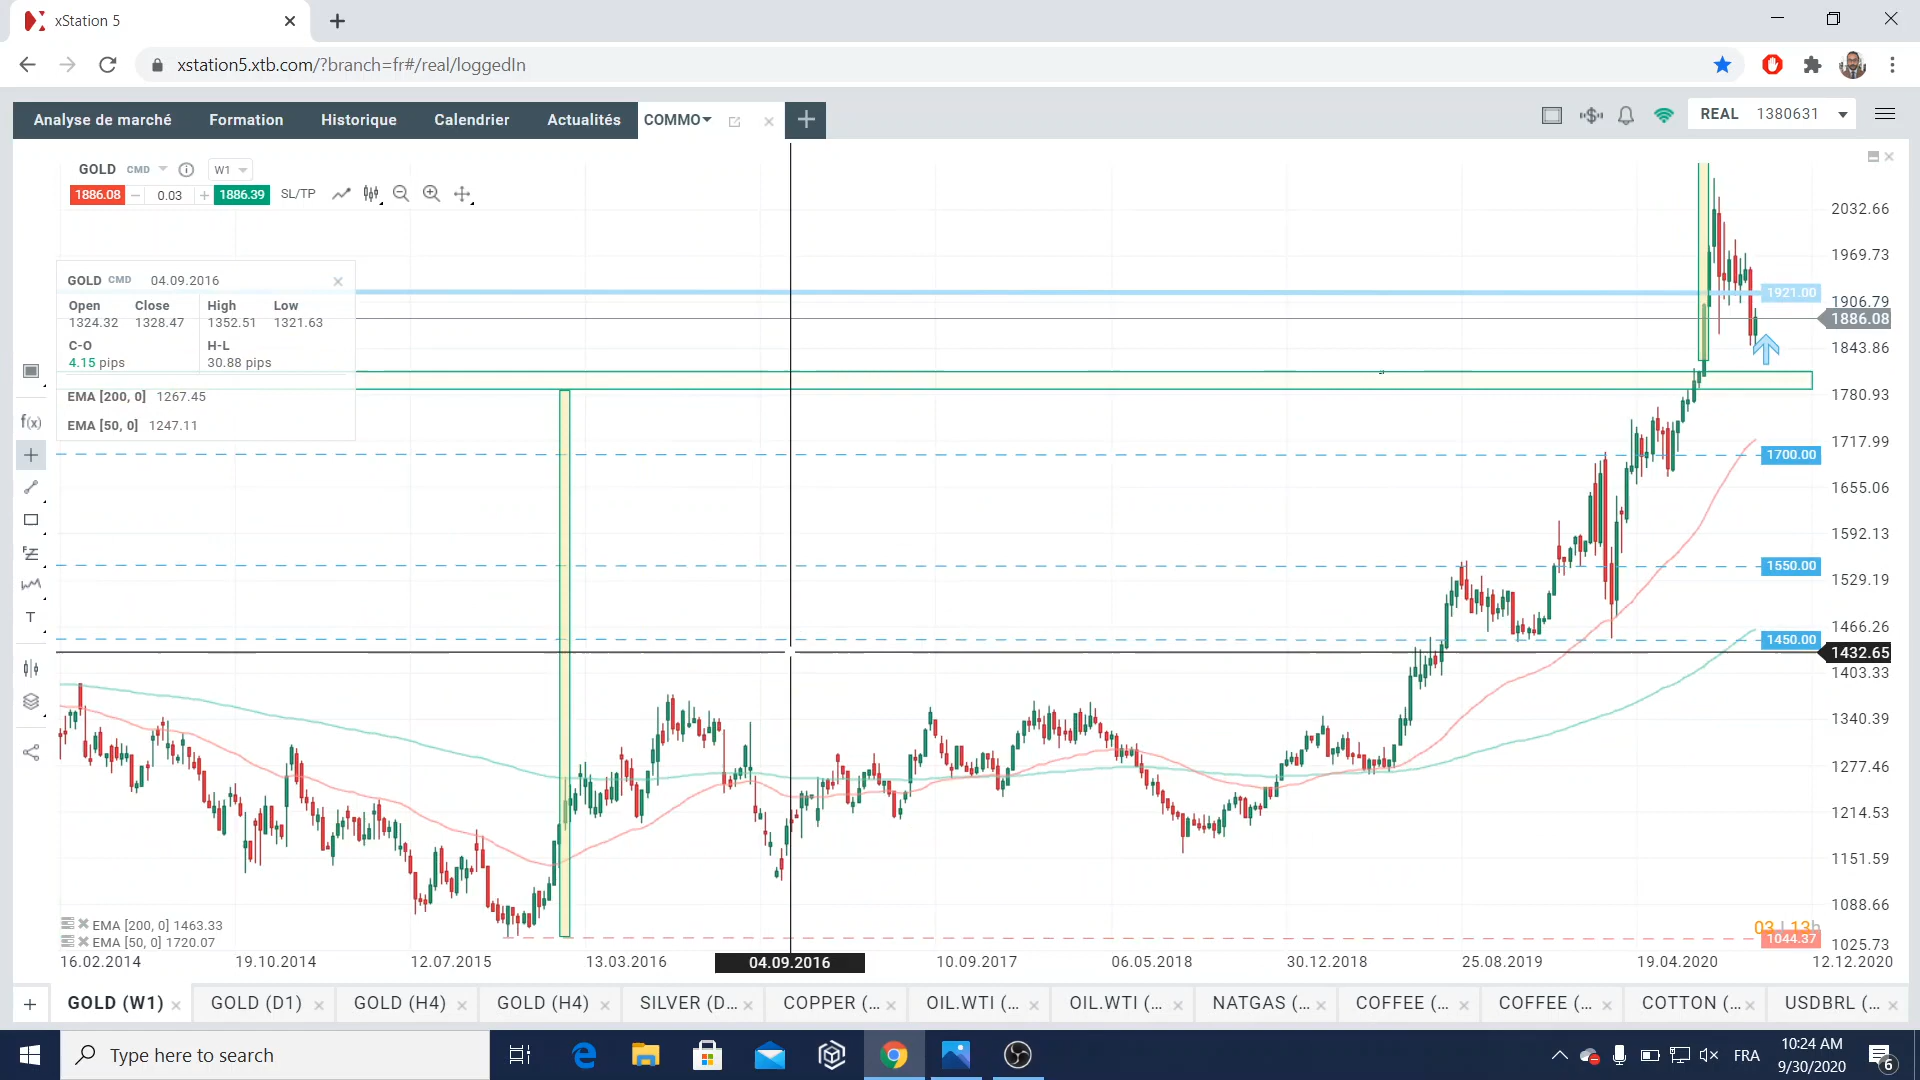 xStation 5
xstation5.xtb.com/?branch=fr#/real/loggedIn
Analyse de marché Formation Historique Calendrier Actualités COMMO REAL 1380631
GOLD CMD W1
1886.08 0.03 1886.39 SL/TP
GOLD CMD 04.09.2016
Open Close High Low
1324.32 1328.47 1352.51 1321.63
C-O H-L
4.15 pips 30.88 pips
EMA [200, 0] 1267.45
EMA [50, 0] 1247.11
f(x)
T
2032.66
1969.73
1921.00
1906.79
1886.08
1843.86
1780.93
1717.99
1700.00
1655.06
1592.13
1550.00
1529.19
1466.26
1450.00
1432.65
1403.33
1340.39
1277.46
1214.53
1151.59
1088.66
1044.37
1025.73
EMA [200, 0] 1463.33
EMA [50, 0] 1720.07
16.02.2014 19.10.2014 12.07.2015 13.03.2016 04.09.2016 10.09.2017 06.05.2018 30.12.2018 25.08.2019 19.04.2020 12.12.2020
GOLD (W1) GOLD (D1) GOLD (H4) GOLD (H4) SILVER (D... COPPER (... OIL.WTI (... OIL.WTI (... NATGAS (... COFFEE (... COFFEE (... COTTON (... USDBRL (...
Type here to search
FRA
10:24 AM
9/30/2020
6